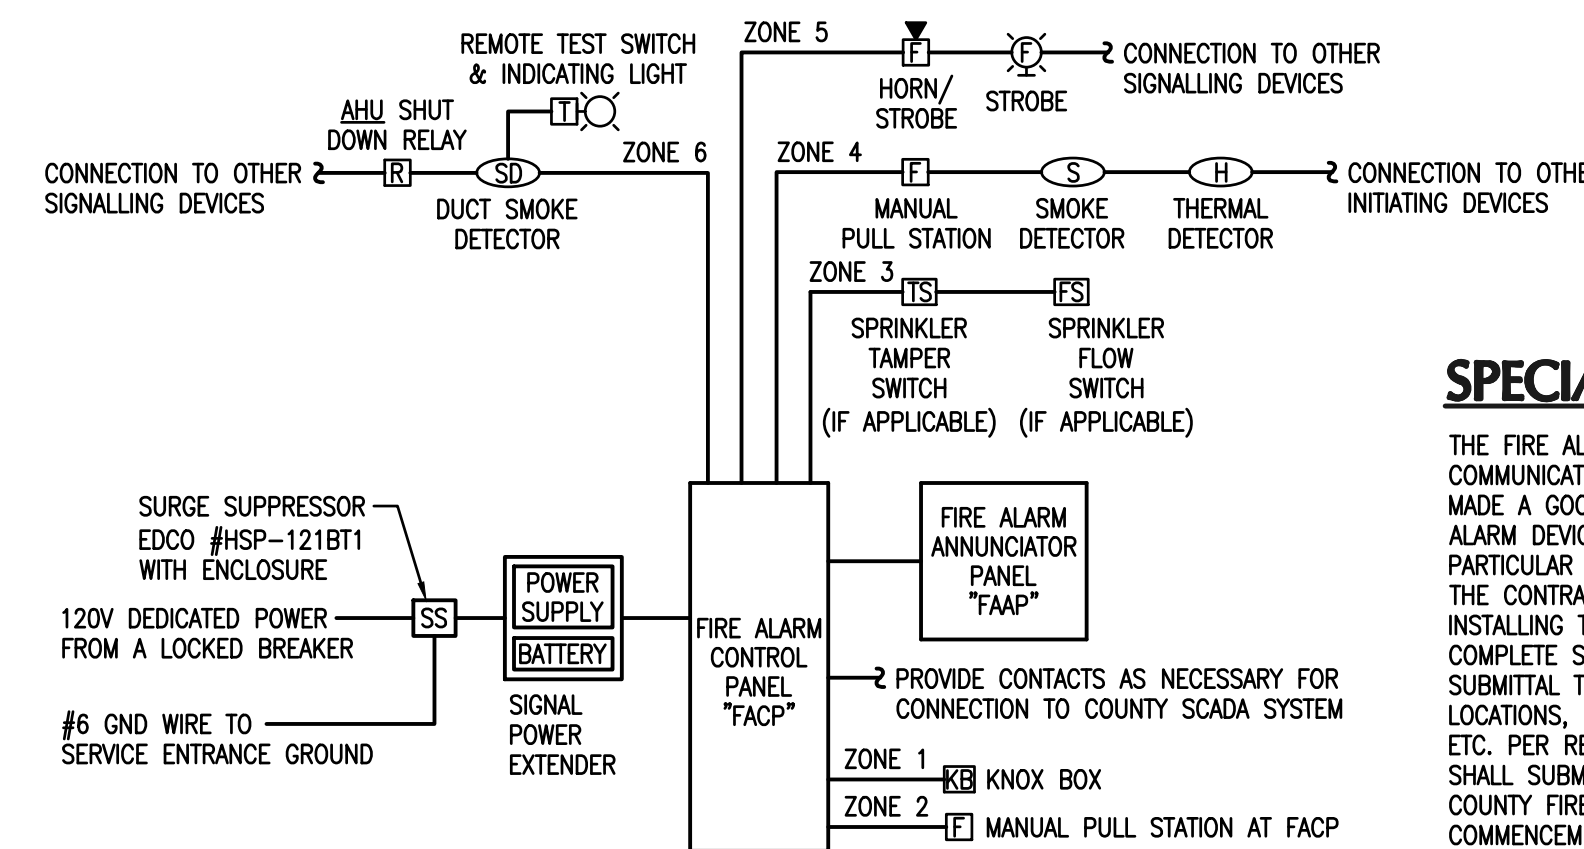 ZONE 5
F
F
CONNECTION TO OTHER
SIGNALLING DEVICES
HORN/
STROBE
STROBE
REMOTE TEST SWITCH
& INDICATING LIGHT
T
AHU SHUT
DOWN RELAY
ZONE 6
CONNECTION TO OTHER
SIGNALLING DEVICES
R
SD
DUCT SMOKE
DETECTOR
ZONE 4
F
S
H
CONNECTION TO OTHE
INITIATING DEVICES
MANUAL
PULL STATION
SMOKE
DETECTOR
THERMAL
DETECTOR
ZONE 3
TS
FS
SPRINKLER
TAMPER
SWITCH
(IF APPLICABLE)
SPRINKLER
FLOW
SWITCH
(IF APPLICABLE)
SURGE SUPPRESSOR
EDCO #HSP-121BT1
WITH ENCLOSURE
120V DEDICATED POWER
FROM A LOCKED BREAKER
SS
#6 GND WIRE TO
SERVICE ENTRANCE GROUND
POWER
SUPPLY
BATTERY
SIGNAL
POWER
EXTENDER
FIRE ALARM
CONTROL
PANEL
"FACP"
FIRE ALARM
ANNUNCIATOR
PANEL
"FAAP"
PROVIDE CONTACTS AS NECESSARY FOR
CONNECTION TO COUNTY SCADA SYSTEM
ZONE 1
KB KNOX BOX
ZONE 2
F MANUAL PULL STATION AT FACP
SPECI
THE FIRE AL
COMMUNICAT
MADE A GOO
ALARM DEVIC
PARTICULAR
THE CONTRA
INSTALLING T
COMPLETE S
SUBMITTAL T
LOCATIONS,
ETC. PER RE
SHALL SUBM
COUNTY FIRE
COMMENCEM